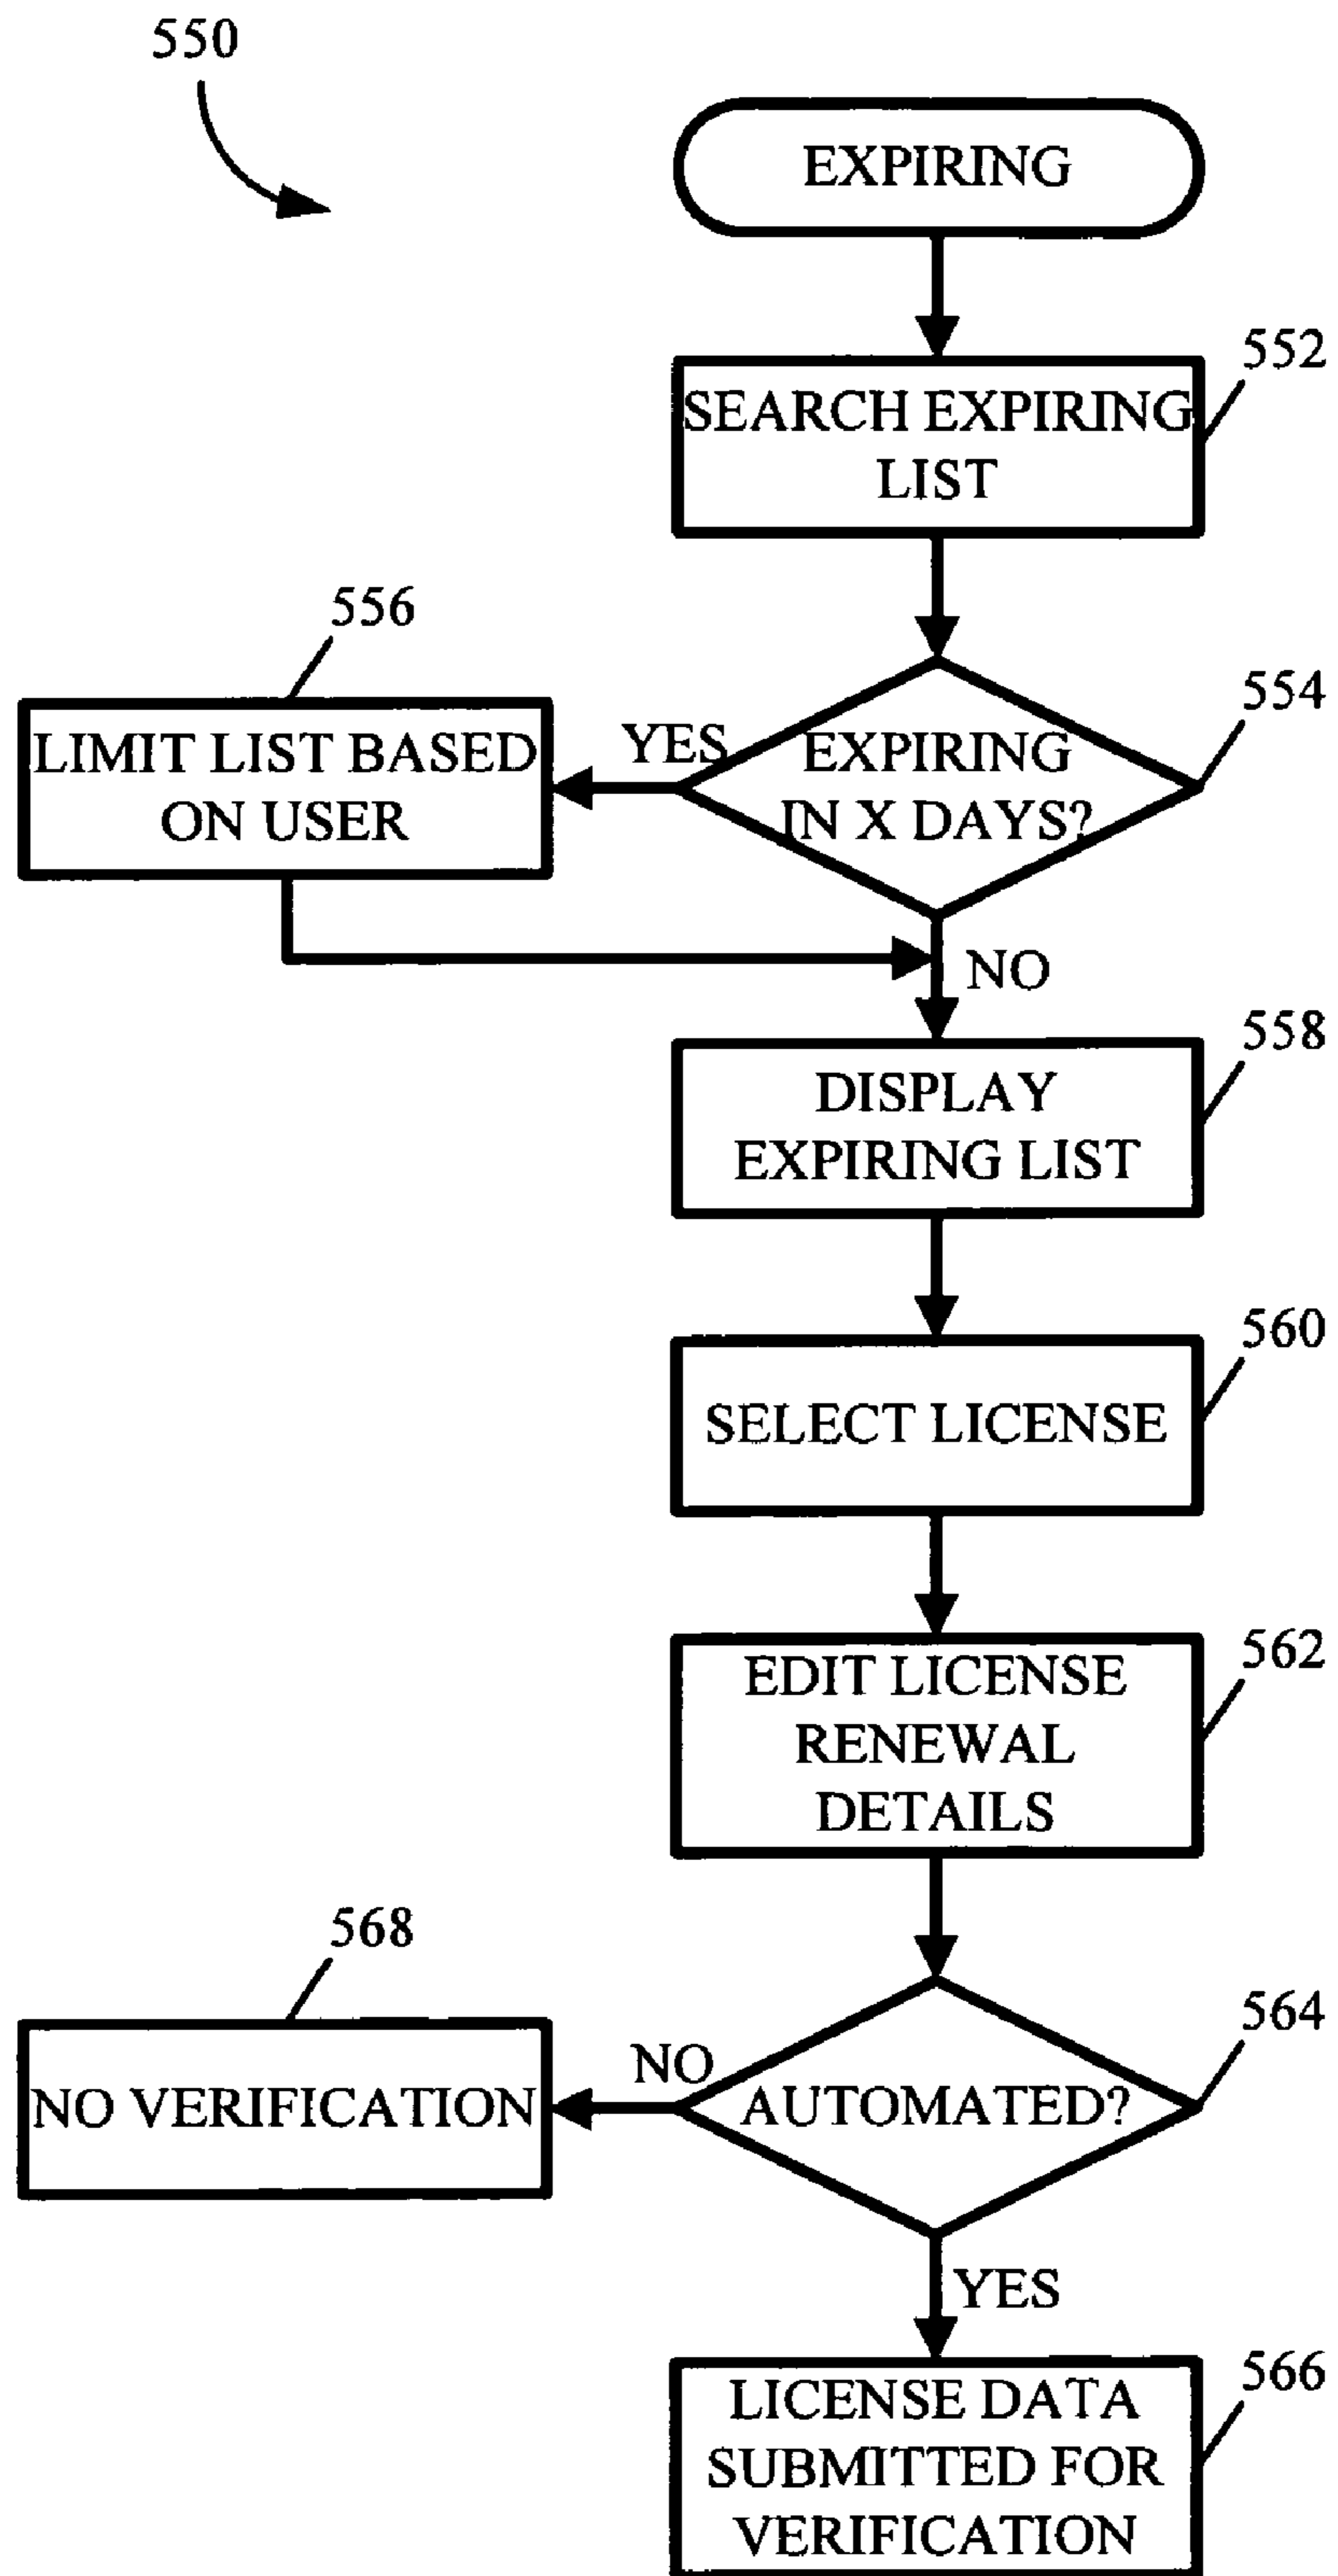 550
EXPIRING
552
SEARCH EXPIRING
LIST
556
554
LIMIT LIST BASED
ON USER
YES
EXPIRING
IN X DAYS?
NO
558
DISPLAY
EXPIRING LIST
560
SELECT LICENSE
562
EDIT LICENSE
RENEWAL
DETAILS
568
564
NO VERIFICATION
NO
AUTOMATED?
YES
566
LICENSE DATA
SUBMITTED FOR
VERIFICATION